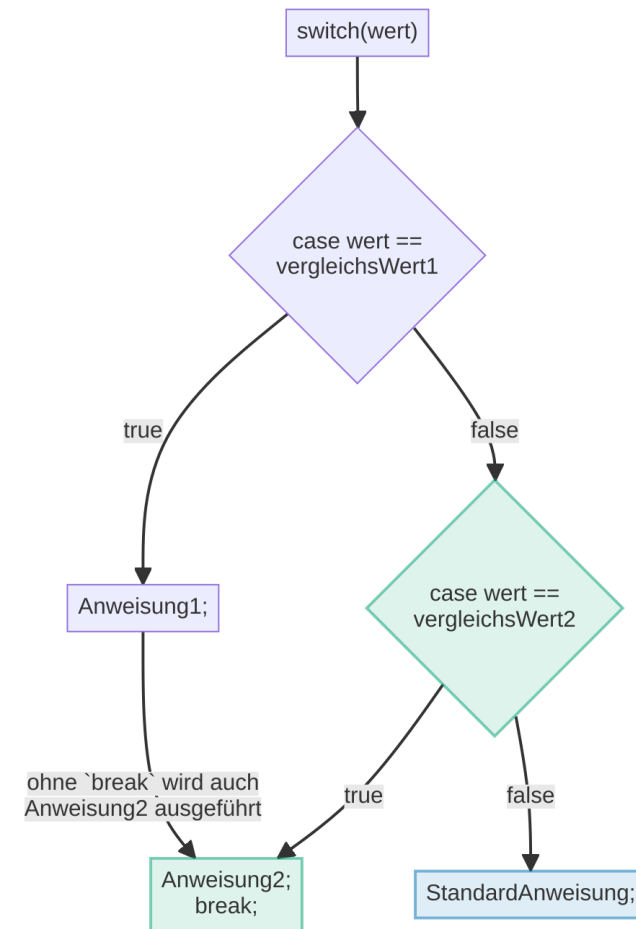 switch(wert)
case wert ==
vergleichsWert1
true
false
Anweisung1;
case wert ==
vergleichsWert2
ohne `break` wird auch
Anweisung2 ausgeführt
true
false
Anweisung2;
break;
StandardAnweisung;